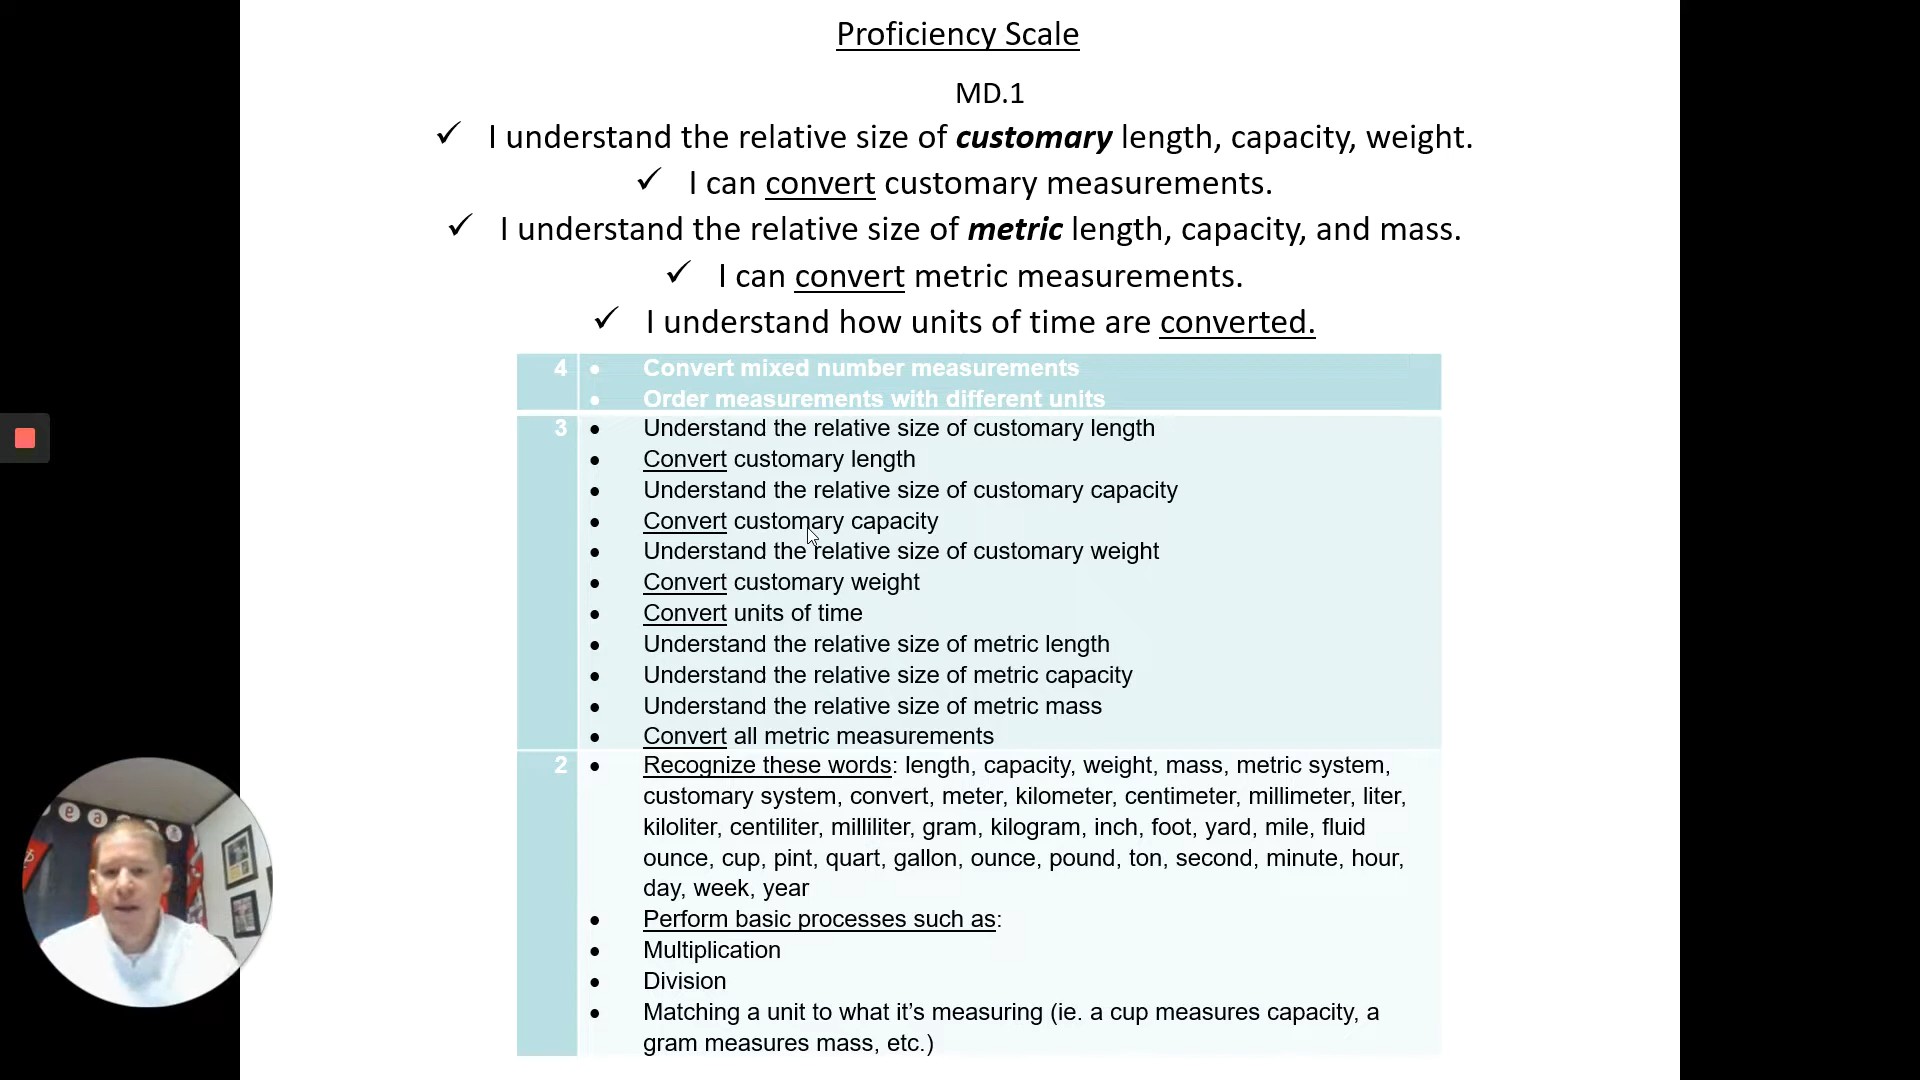 Proficiency Scale
MD.1
✓ I understand the relative size of customary length, capacity, weight.
✓ I can convert customary measurements.
✓ I understand the relative size of metric length, capacity, and mass.
✓ I can convert metric measurements.
✓ I understand how units of time are converted.
4 • Convert mixed number measurements
• Order measurements with different units
3 • Understand the relative size of customary length
• Convert customary length
• Understand the relative size of customary capacity
• Convert customary capacity
• Understand the relative size of customary weight
• Convert customary weight
• Convert units of time
• Understand the relative size of metric length
• Understand the relative size of metric capacity
• Understand the relative size of metric mass
• Convert all metric measurements
2 • Recognize these words: length, capacity, weight, mass, metric system,
customary system, convert, meter, kilometer, centimeter, millimeter, liter,
kiloliter, centiliter, milliliter, gram, kilogram, inch, foot, yard, mile, fluid
ounce, cup, pint, quart, gallon, ounce, pound, ton, second, minute, hour,
day, week, year
• Perform basic processes such as:
• Multiplication
• Division
• Matching a unit to what it’s measuring (ie. a cup measures capacity, a
gram measures mass, etc.)